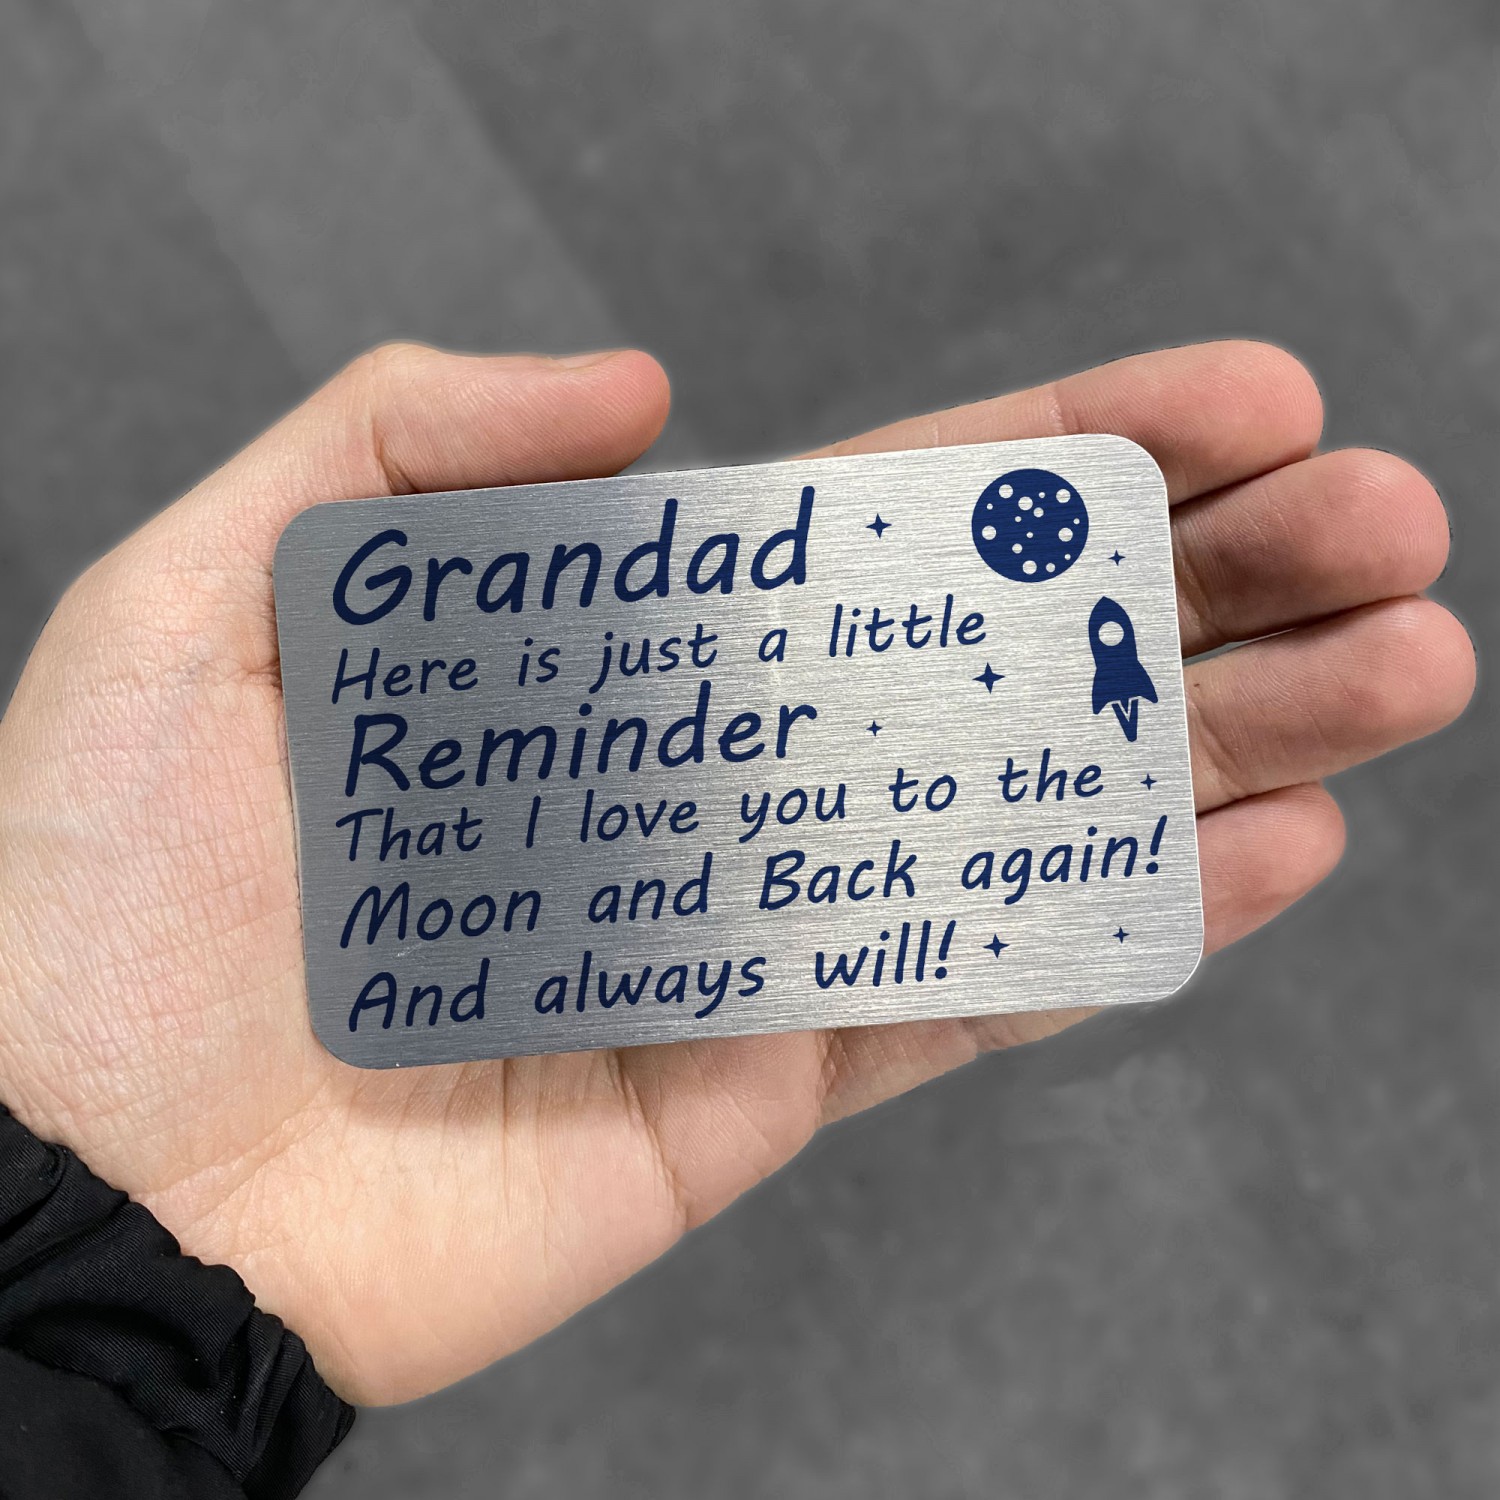 Grandad
Here is just a little
Reminder
That I love you to the
Moon and Back again!
And always will!